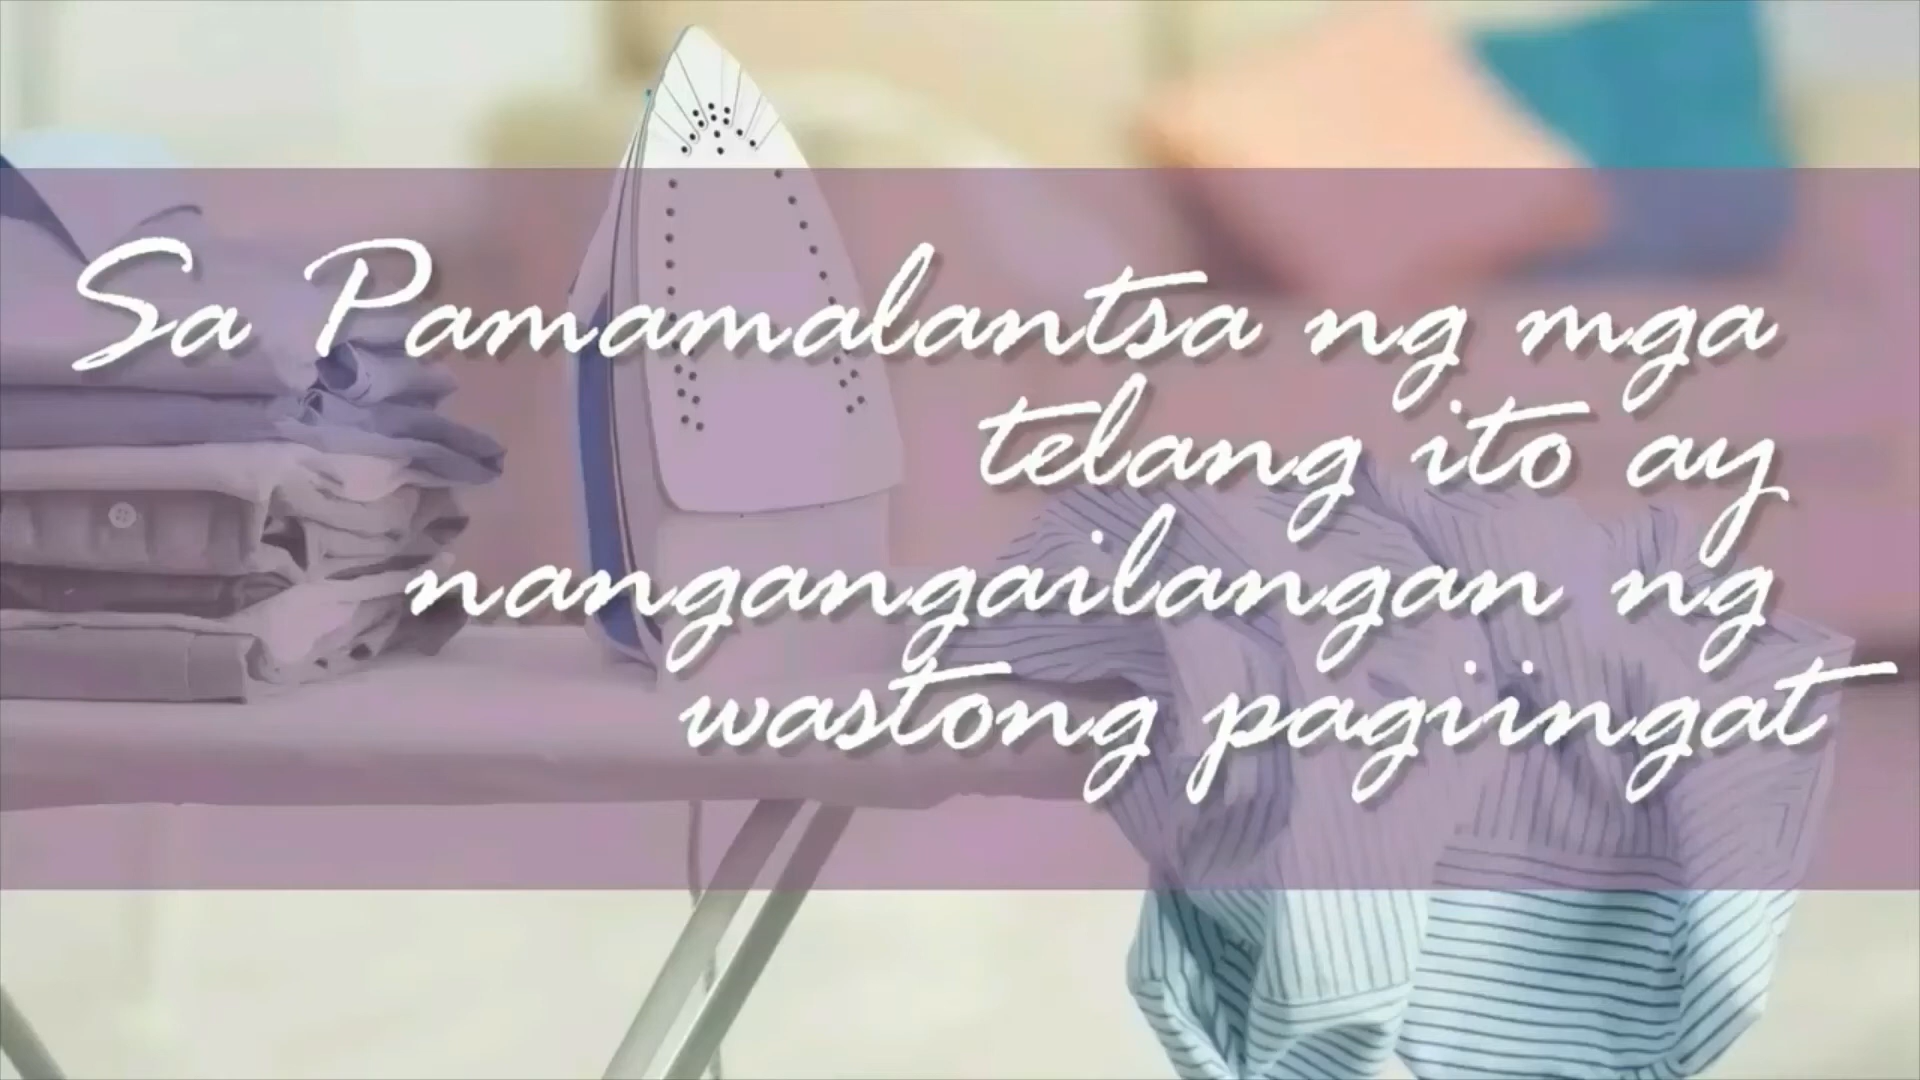 Sa Pamamalantsa ng mga
telang ito ay
nangangailangan ng
wastong pagiingat